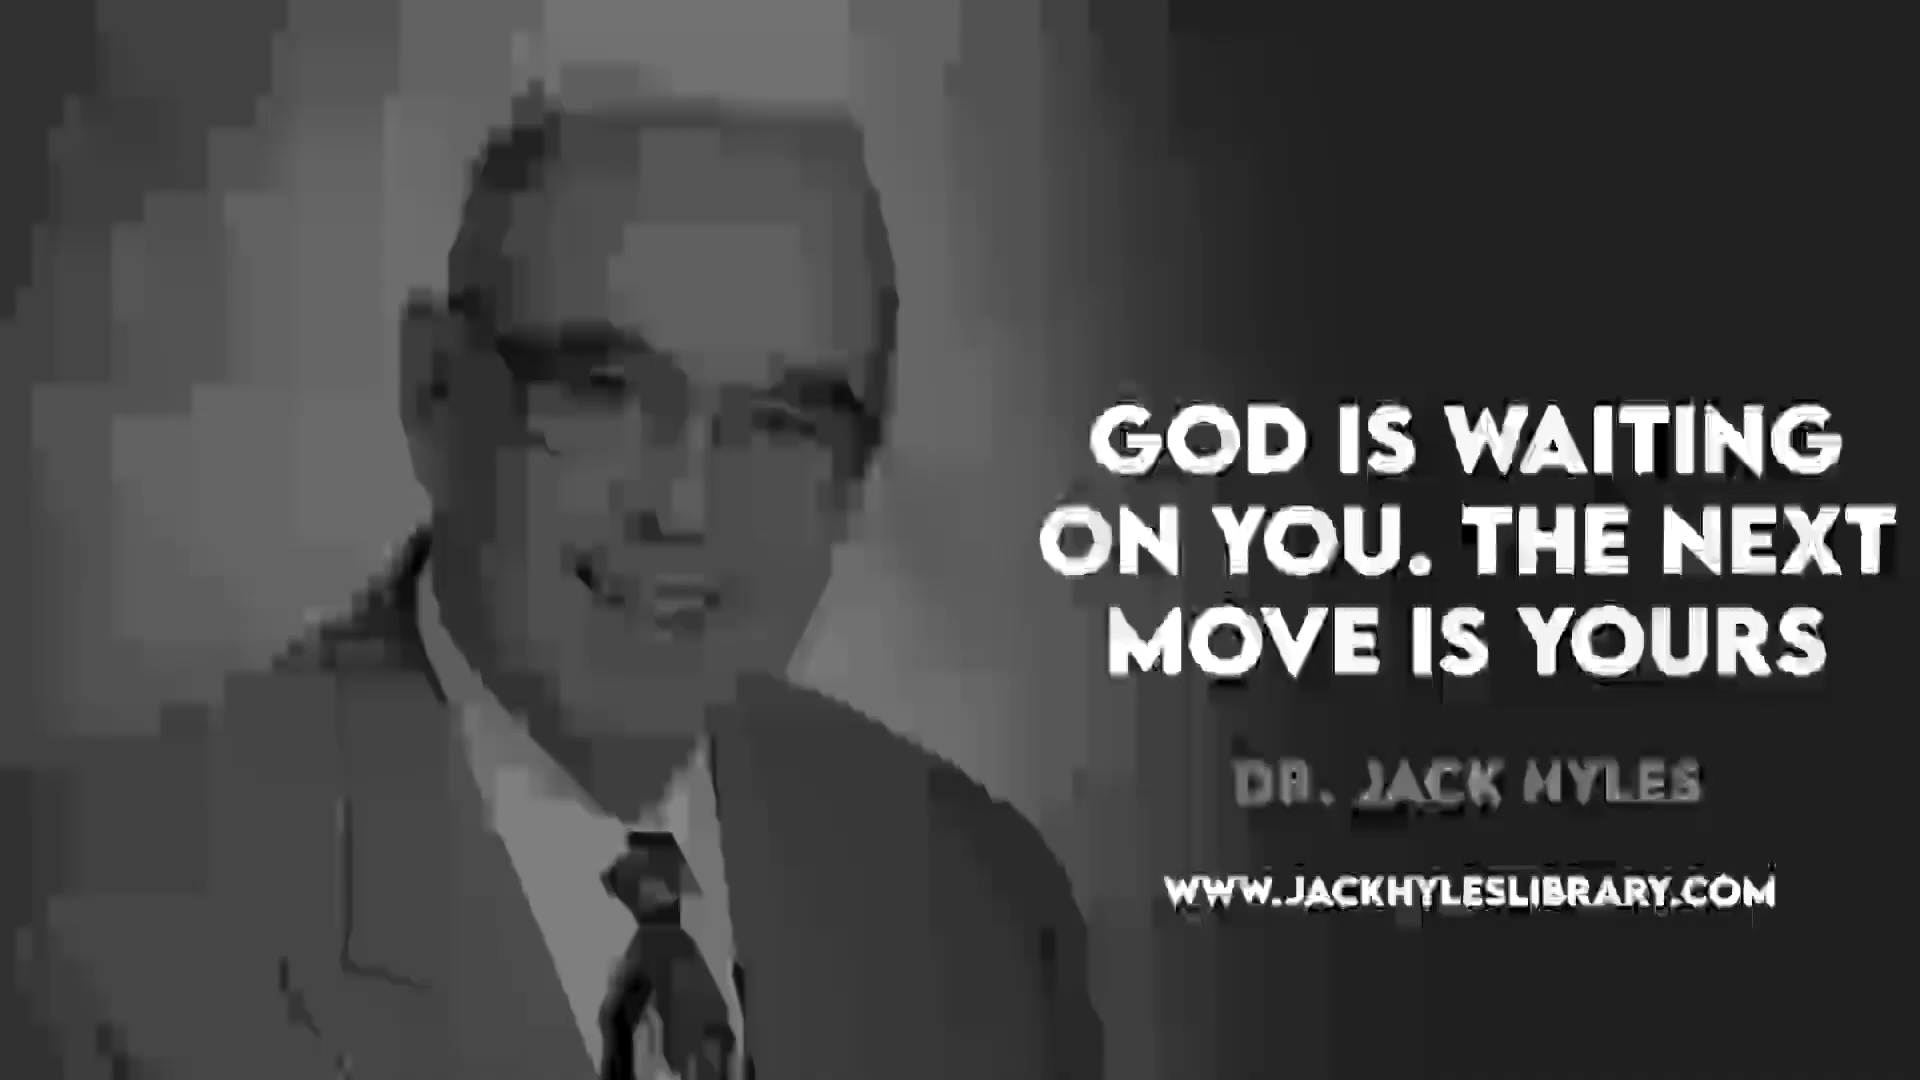 GOD IS WAITING
ON YOU. THE NEXT
MOVE IS YOURS
DR. JACK HYLES
WWW.JACKHYLESLIBRARY.COM